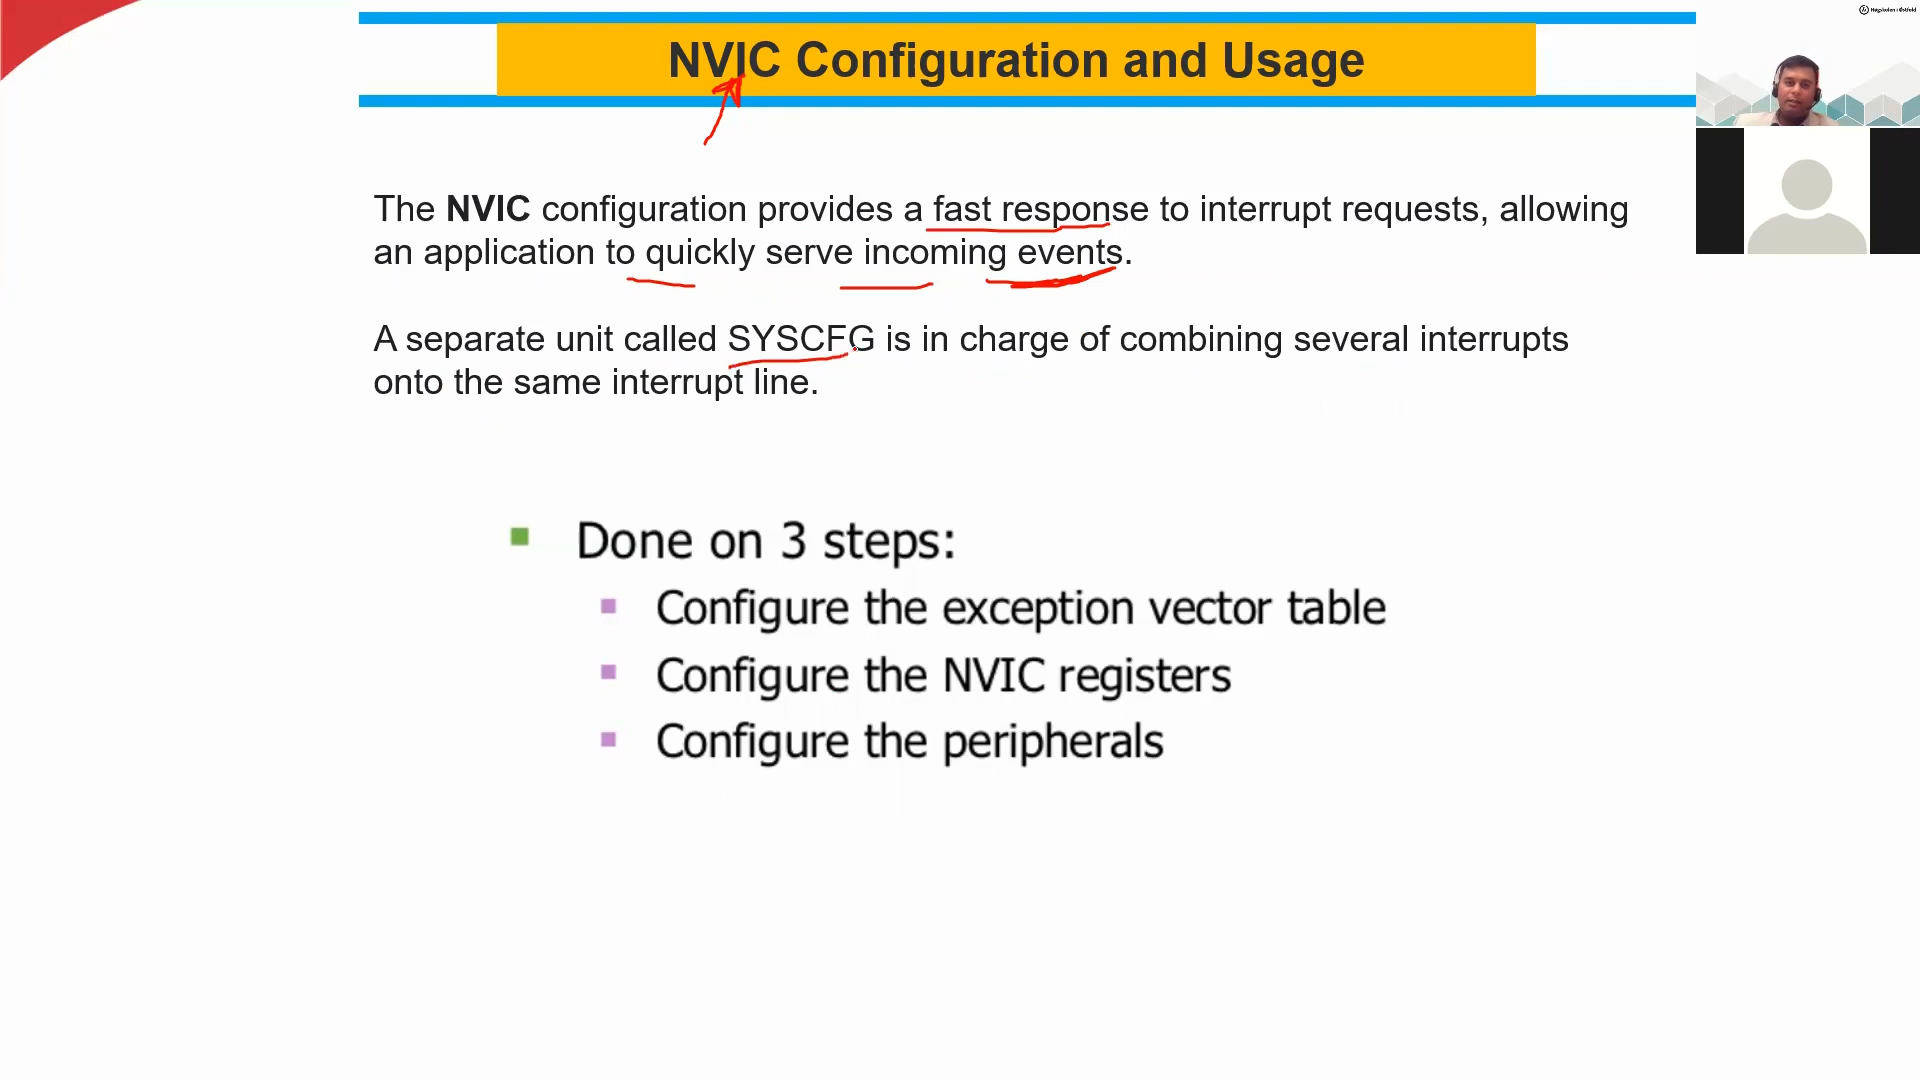 Høgskolen i Østfold
NVIC Configuration and Usage
The NVIC configuration provides a fast response to interrupt requests, allowing
an application to quickly serve incoming events.
A separate unit called SYSCFG is in charge of combining several interrupts
onto the same interrupt line.
Done on 3 steps:
Configure the exception vector table
Configure the NVIC registers
Configure the peripherals